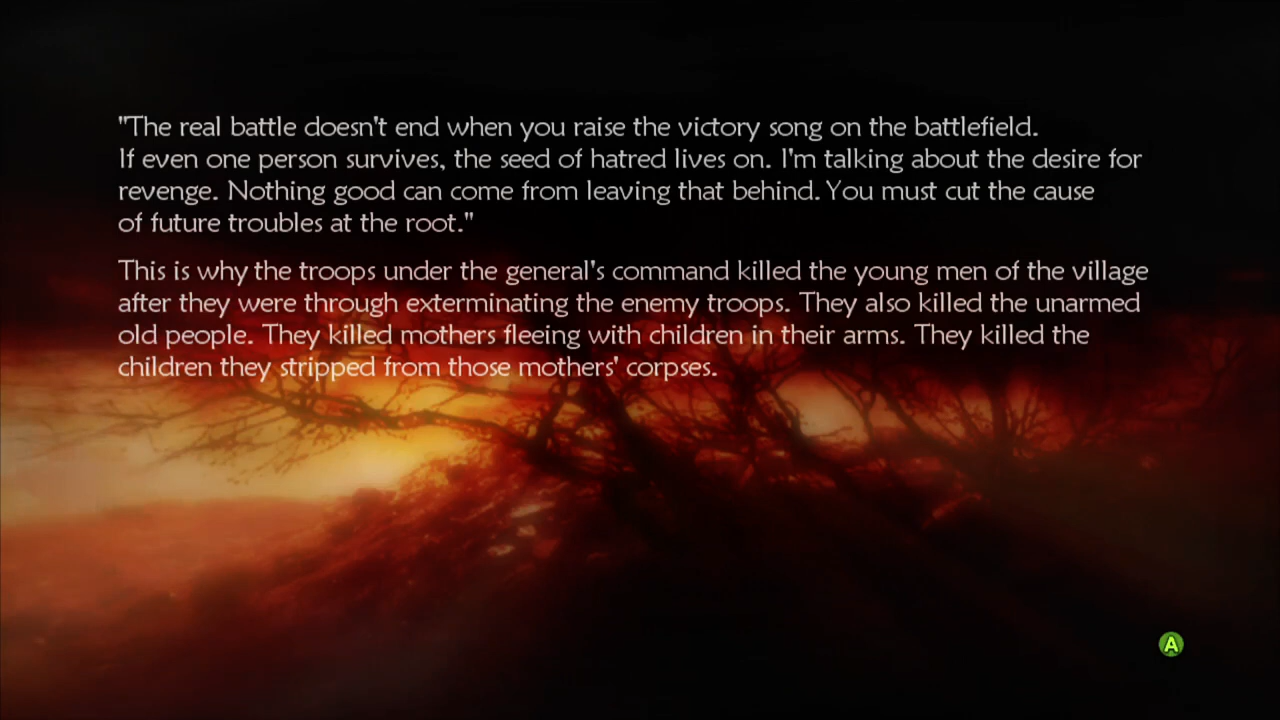 "The real battle doesn't end when you raise the victory song on the battlefield.
If even one person survives, the seed of hatred lives on. I'm talking about the desire for
revenge. Nothing good can come from leaving that behind. You must cut the cause
of future troubles at the root."
This is why the troops under the general's command killed the young men of the village
after they were through exterminating the enemy troops. They also killed the unarmed
old people. They killed mothers fleeing with children in their arms. They killed the
children they stripped from those mothers' corpses.
A